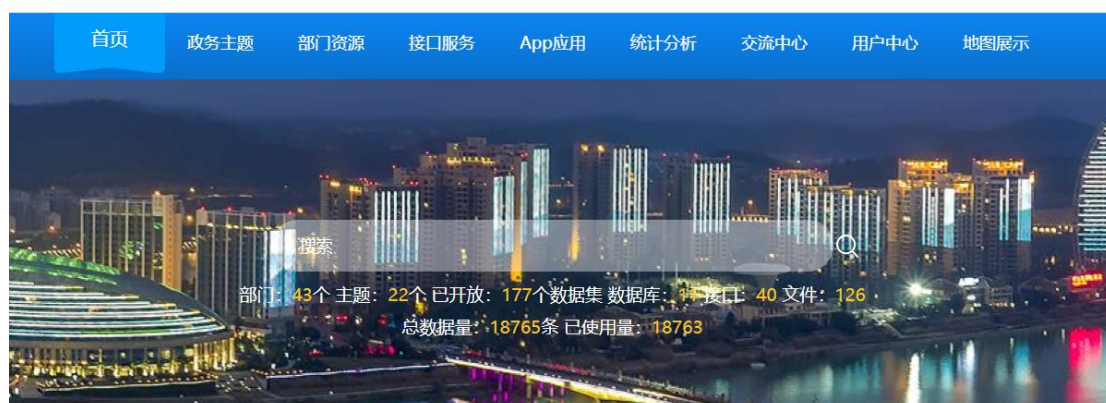 首页 政务主题 部门资源 接口服务 App应用 统计分析 交流中心 用户中心 地图展示
搜索
部门：43个 主题：22个 已开放：177个数据集 数据库：11 接口：40 文件：126
总数据量：18765条 已使用量：18763